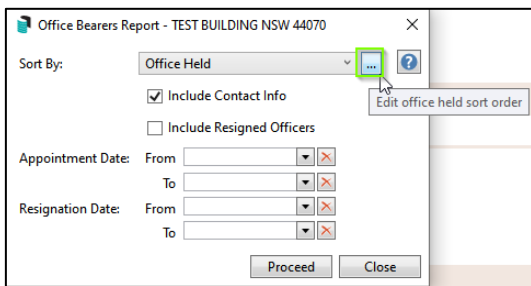 Office Bearers Report - TEST BUILDING NSW 44070
Sort By: Office Held ... ?
Edit office held sort order
Include Contact Info
Include Resigned Officers
Appointment Date: From
To
Resignation Date: From
To
Proceed Close